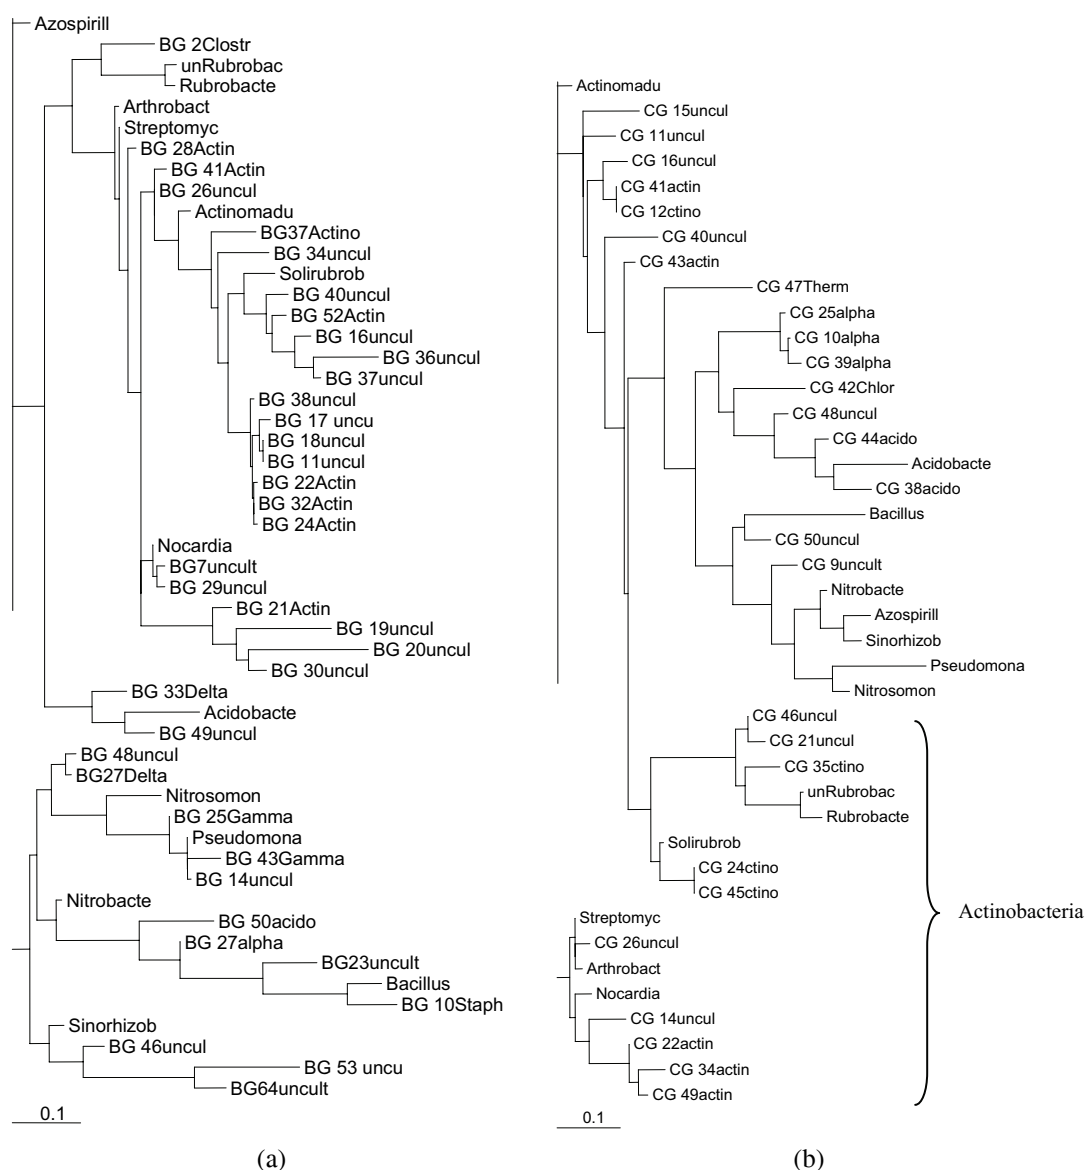 Azospirill
BG 2Clostr
unRubrobac
Rubrobacte
Arthrobact
Streptomyc
BG 28Actin
BG 41Actin
BG 26uncul
Actinomadu
BG37Actino
BG 34uncul
Solirubrob
BG 40uncul
BG 52Actin
BG 16uncul
BG 36uncul
BG 37uncul
BG 38uncul
BG 17 uncu
BG 18uncul
BG 11uncul
BG 22Actin
BG 32Actin
BG 24Actin
Nocardia
BG7uncult
BG 29uncul
BG 21Actin
BG 19uncul
BG 20uncul
BG 30uncul
BG 33Delta
Acidobacte
BG 49uncul
BG 48uncul
BG27Delta
Nitrosomon
BG 25Gamma
Pseudomona
BG 43Gamma
BG 14uncul
Nitrobacte
BG 50acido
BG 27alpha
BG23uncult
Bacillus
BG 10Staph
Sinorhizob
BG 46uncul
BG 53 uncu
BG64uncult
0.1
(a)
Actinomadu
CG 15uncul
CG 11uncul
CG 16uncul
CG 41actin
CG 12ctino
CG 40uncul
CG 43actin
CG 47Therm
CG 25alpha
CG 10alpha
CG 39alpha
CG 42Chlor
CG 48uncul
CG 44acido
Acidobacte
CG 38acido
Bacillus
CG 50uncul
CG 9uncult
Nitrobacte
Azospirill
Sinorhizob
Pseudomona
Nitrosomon
CG 46uncul
CG 21uncul
CG 35ctino
unRubrobac
Rubrobacte
Solirubrob
CG 24ctino
CG 45ctino
Streptomyc
CG 26uncul
Arthrobact
Nocardia
CG 14uncul
CG 22actin
CG 34actin
CG 49actin
Actinobacteria
0.1
(b)